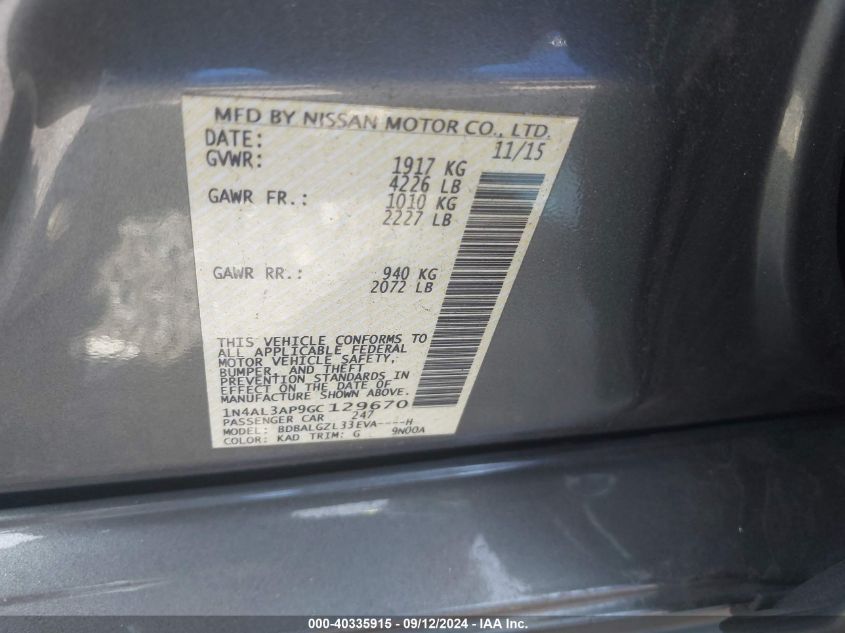 MFD BY NISSAN MOTOR CO., LTD.
DATE: 11/15
GVWR: 1917 KG
4226 LB
GAWR FR.: 1010 KG
2227 LB
GAWR RR.: 940 KG
2072 LB
THIS VEHICLE CONFORMS TO
ALL APPLICABLE FEDERAL
MOTOR VEHICLE SAFETY,
BUMPER, AND THEFT
PREVENTION STANDARDS IN
EFFECT ON THE DATE OF
MANUFACTURE SHOWN ABOVE.
1N4AL3AP9GC129670
PASSENGER CAR 247
MODEL: BDBALGZL33EVA----H
COLOR: KAD TRIM: G 9N00A
000-40335915 - 09/12/2024 - IAA Inc.